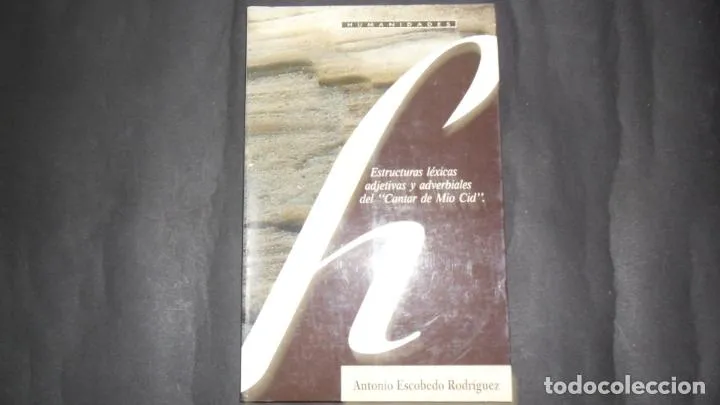 HUMANIDADES
Estructuras léxicas
adjetivas y adverbiales
del "Cantar de Mio Cid".
Antonio Escobedo Rodríguez
todocoleccion